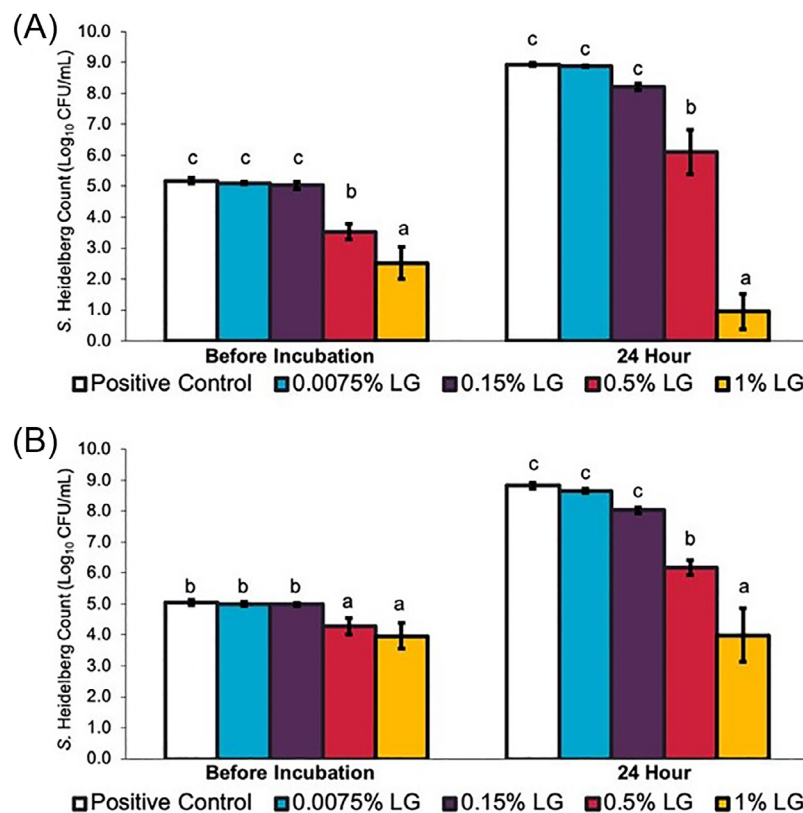 (A)
S. Heidelberg Count (Log₁₀ CFU/mL)
10.0
9.0
8.0
7.0
6.0
5.0
4.0
3.0
2.0
1.0
0.0
c c c b a
c c c b a
Before Incubation 24 Hour
Positive Control 0.0075% LG 0.15% LG 0.5% LG 1% LG
(B)
S. Heidelberg Count (Log₁₀ CFU/mL)
10.0
9.0
8.0
7.0
6.0
5.0
4.0
3.0
2.0
1.0
0.0
b b b a a
c c c b a
Before Incubation 24 Hour
Positive Control 0.0075% LG 0.15% LG 0.5% LG 1% LG